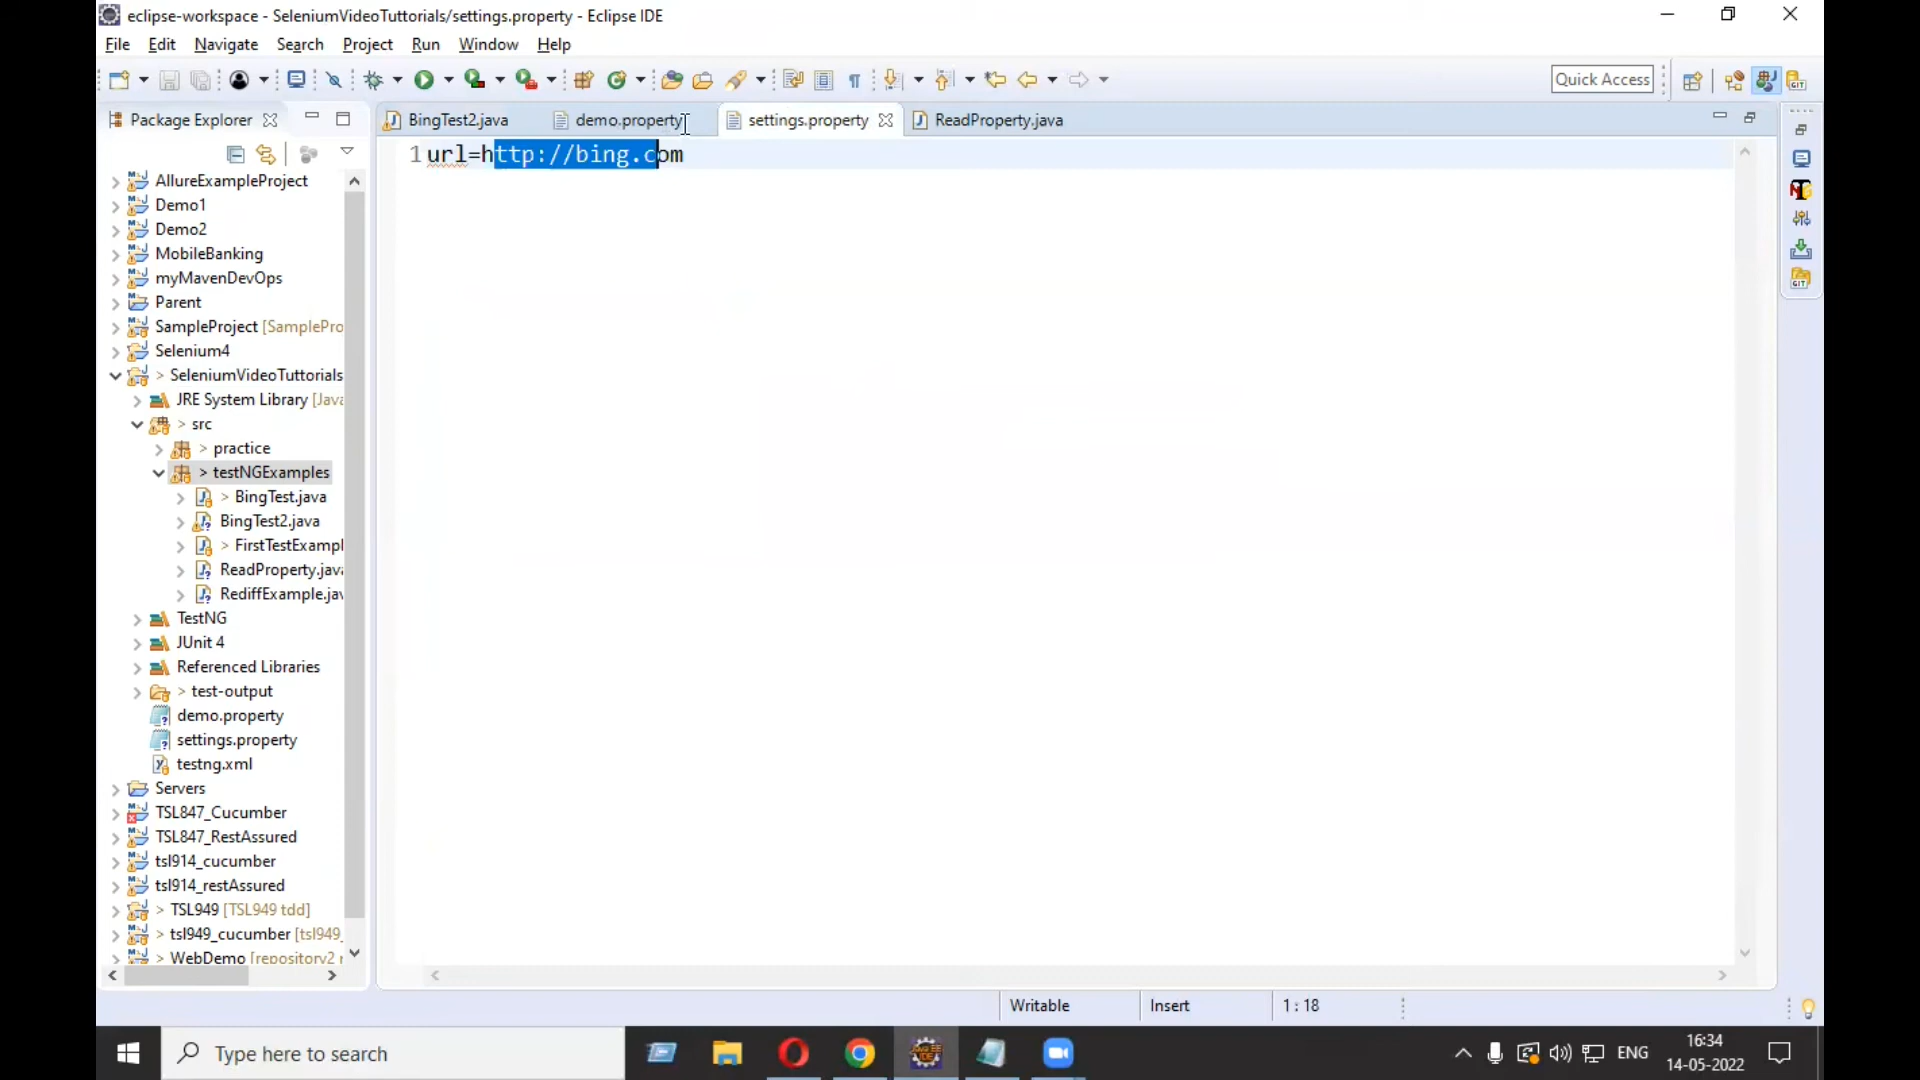 eclipse-workspace - SeleniumVideoTuttorials/settings.property - Eclipse IDE
File Edit Navigate Search Project Run Window Help
Quick Access
Package Explorer
BingTest2.java demo.property settings.property ReadProperty.java
1 url=http://bing.com
AllureExampleProject
Demo1
Demo2
MobileBanking
myMavenDevOps
Parent
SampleProject [SamplePro
Selenium4
> SeleniumVideoTuttorials
JRE System Library [Java
> src
> practice
> testNGExamples
> BingTest.java
BingTest2.java
> FirstTestExampl
ReadProperty.java
RediffExample.jav
TestNG
JUnit 4
Referenced Libraries
> test-output
demo.property
settings.property
testng.xml
Servers
TSL847_Cucumber
TSL847_RestAssured
tsl914_cucumber
tsl914_restAssured
> TSL949 [TSL949 tdd]
> tsl949_cucumber [tsl949_
> WebDemo [repository2 r
Writable Insert 1 : 18
Type here to search
ENG
16:34
14-05-2022